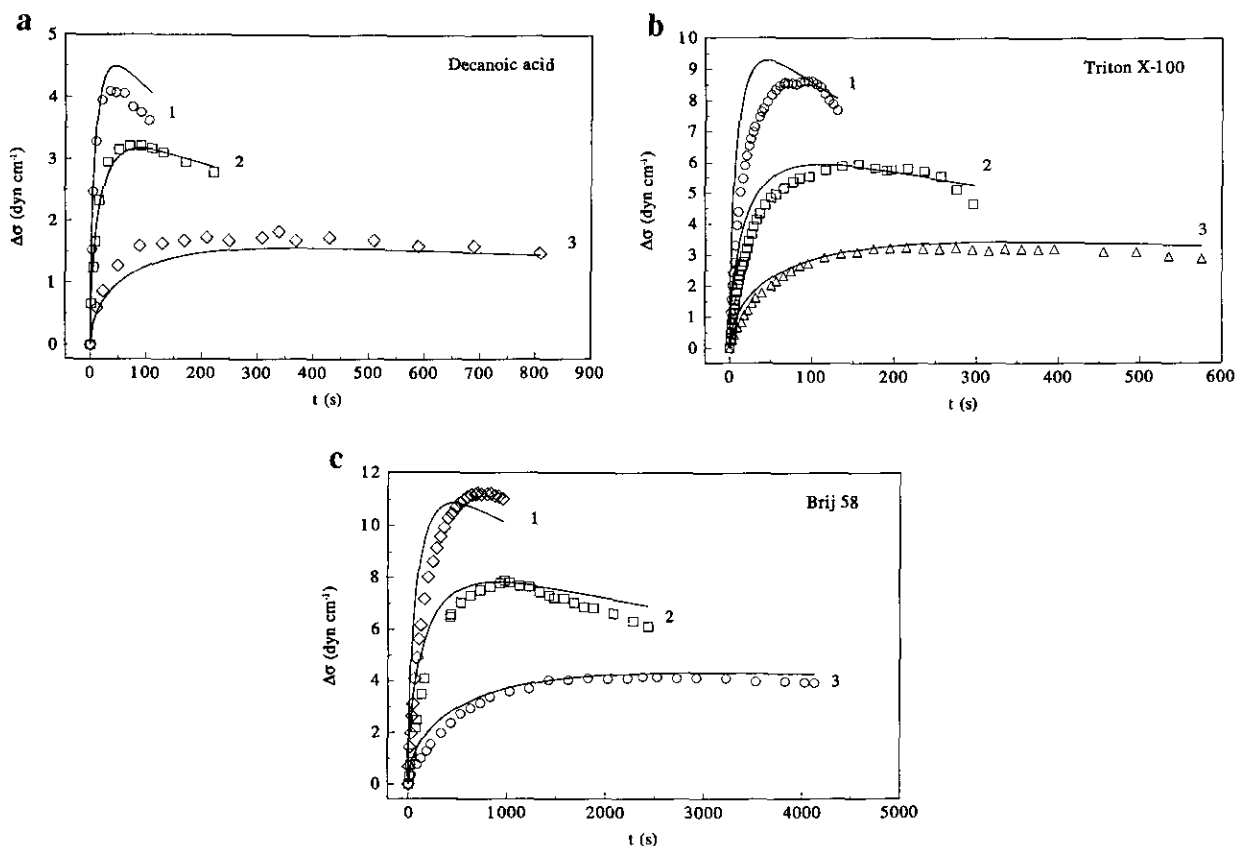 a
5
4
3
2
1
0
Δσ (dyn cm⁻¹)
Decanoic acid
1
2
3
0 100 200 300 400 500 600 700 800 900
t (s)
b
10
9
8
7
6
5
4
3
2
1
0
Δσ (dyn cm⁻¹)
Triton X-100
1
2
3
0 100 200 300 400 500 600
t (s)
c
12
10
8
6
4
2
0
Δσ (dyn cm⁻¹)
Brij 58
1
2
3
0 1000 2000 3000 4000 5000
t (s)